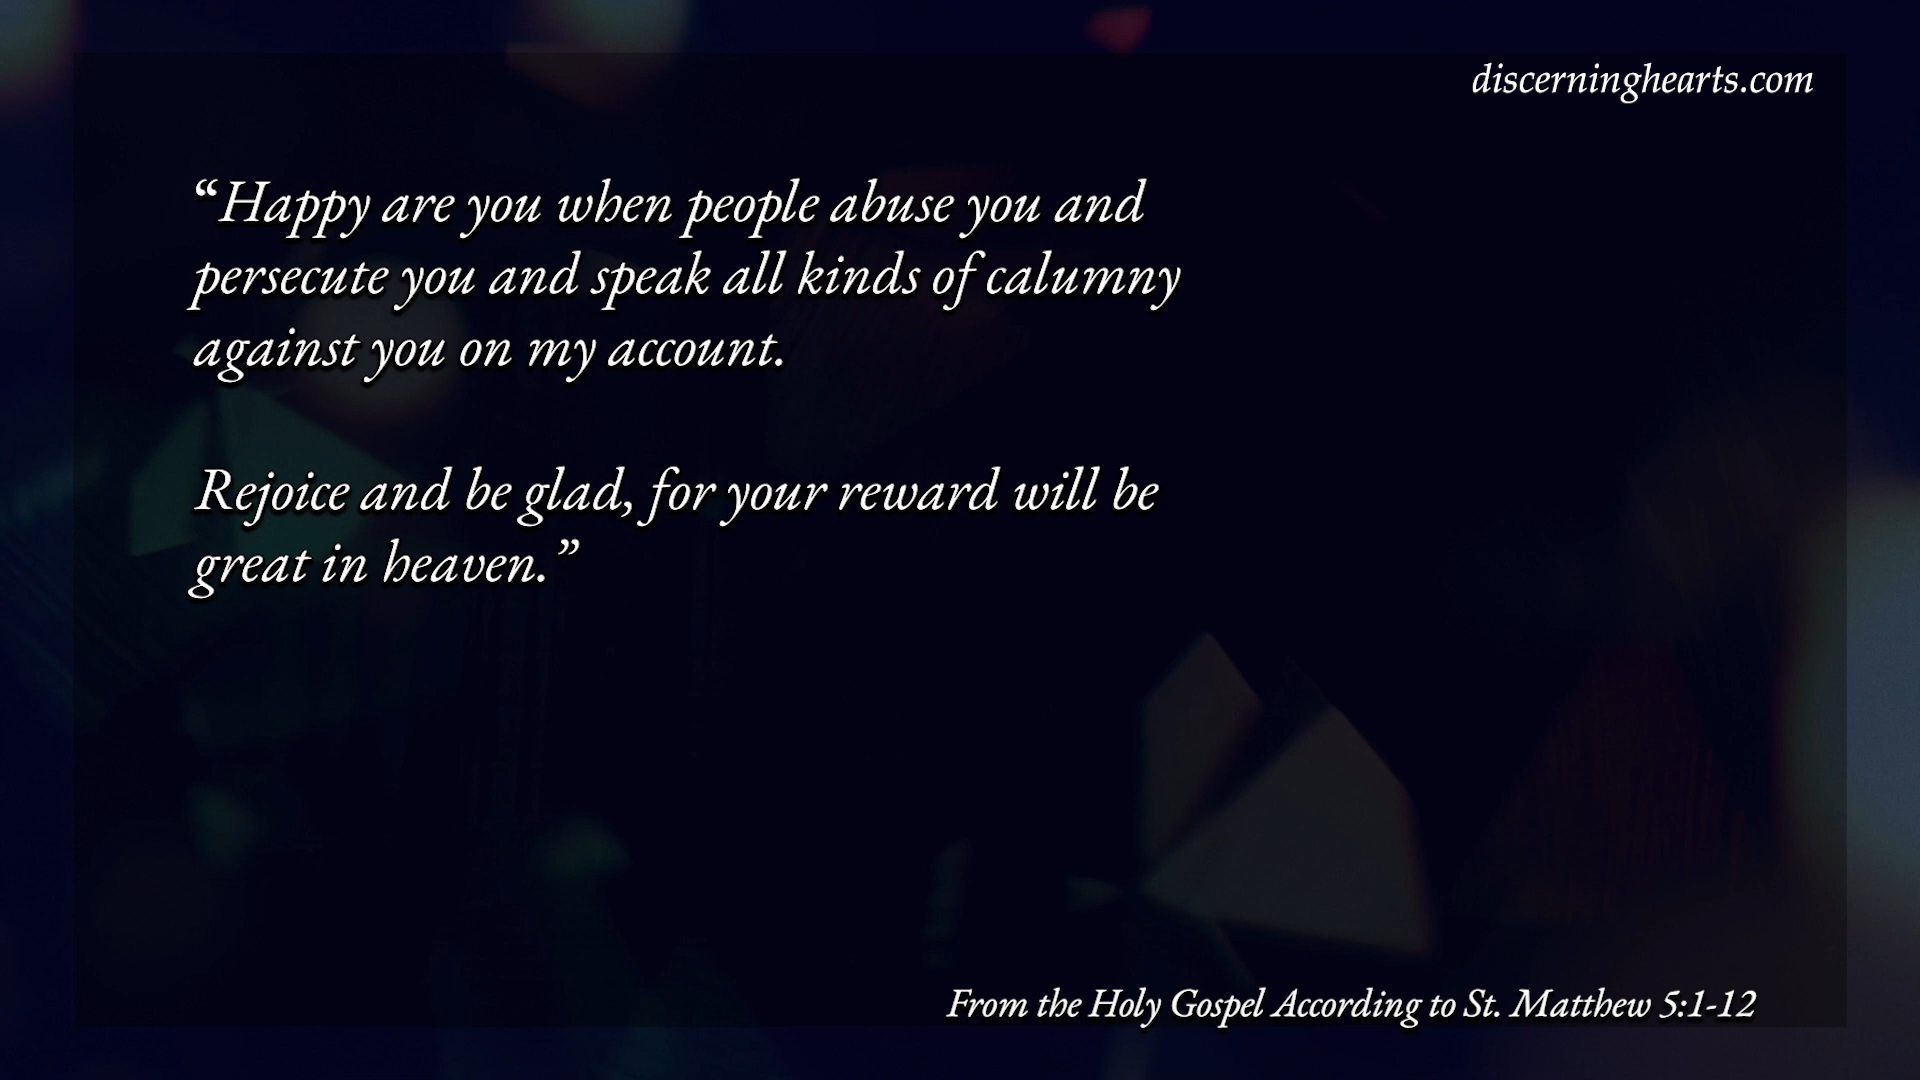 discerninghearts.com
“Happy are you when people abuse you and
persecute you and speak all kinds of calumny
against you on my account.
Rejoice and be glad, for your reward will be
great in heaven.”
From the Holy Gospel According to St. Matthew 5:1-12